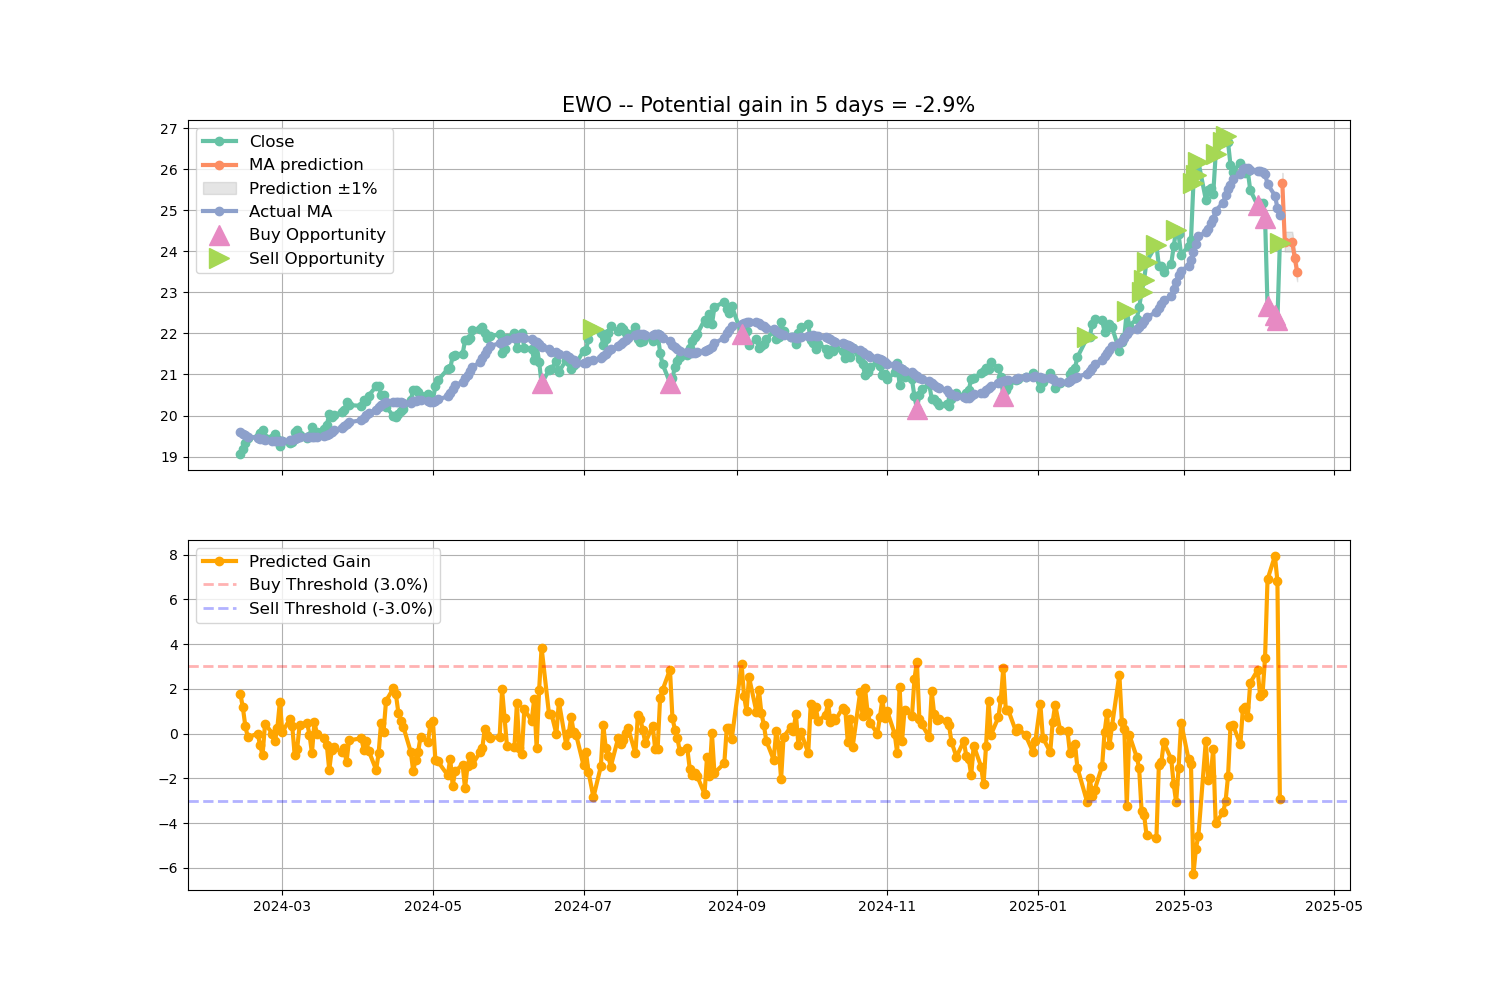 EWO -- Potential gain in 5 days = -2.9%
27
26
25
24
23
22
21
20
19
Close
MA prediction
Prediction ±1%
Actual MA
Buy Opportunity
Sell Opportunity
8
6
4
2
0
−2
−4
−6
Predicted Gain
Buy Threshold (3.0%)
Sell Threshold (-3.0%)
2024-03 2024-05 2024-07 2024-09 2024-11 2025-01 2025-03 2025-05